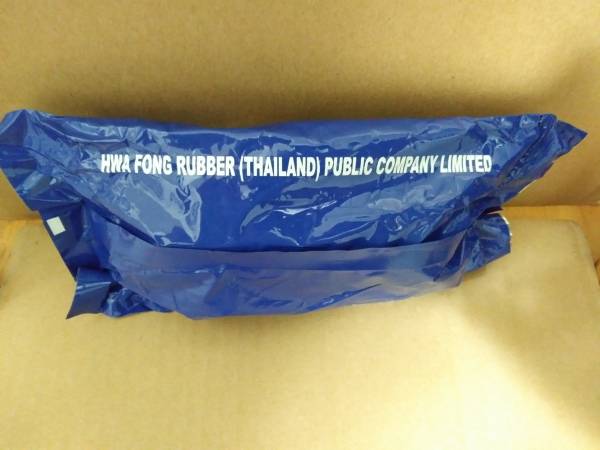 HWA FONG RUBBER (THAILAND) PUBLIC COMPANY LIMITED